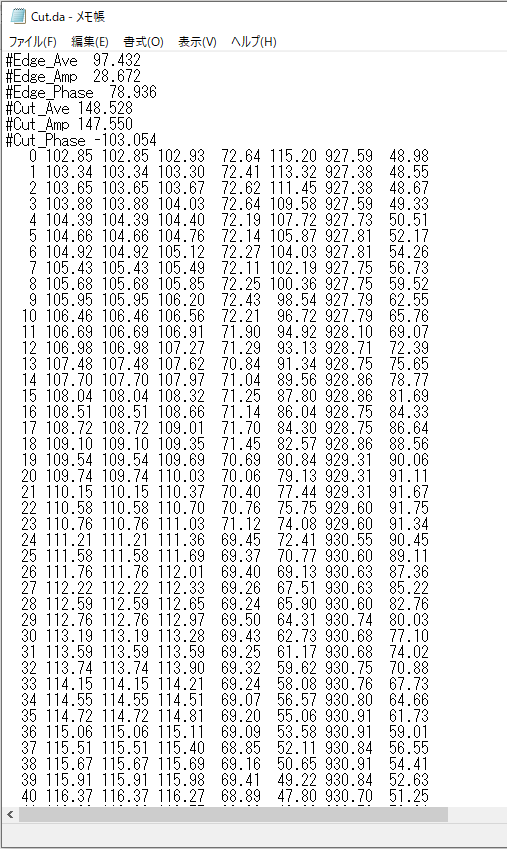 Cut.da - メモ帳
ファイル(F) 編集(E) 書式(O) 表示(V) ヘルプ(H)
#Edge_Ave 97.432
#Edge_Amp 28.672
#Edge_Phase 78.936
#Cut_Ave 148.528
#Cut_Amp 147.550
#Cut_Phase -103.054
0 102.85 102.85 102.93 72.64 115.20 927.59 48.98
1 103.34 103.34 103.30 72.41 113.32 927.38 48.55
2 103.65 103.65 103.67 72.62 111.45 927.38 48.67
3 103.88 103.88 104.03 72.64 109.58 927.59 49.33
4 104.39 104.39 104.40 72.19 107.72 927.73 50.51
5 104.66 104.66 104.76 72.14 105.87 927.81 52.17
6 104.92 104.92 105.12 72.27 104.03 927.81 54.26
7 105.43 105.43 105.49 72.11 102.19 927.75 56.73
8 105.68 105.68 105.85 72.25 100.36 927.75 59.52
9 105.95 105.95 106.20 72.43 98.54 927.79 62.55
10 106.46 106.46 106.56 72.21 96.72 927.79 65.76
11 106.69 106.69 106.91 71.90 94.92 928.10 69.07
12 106.98 106.98 107.27 71.29 93.13 928.71 72.39
13 107.48 107.48 107.62 70.84 91.34 928.75 75.65
14 107.70 107.70 107.97 71.04 89.56 928.86 78.77
15 108.04 108.04 108.32 71.25 87.80 928.86 81.69
16 108.51 108.51 108.66 71.14 86.04 928.75 84.33
17 108.72 108.72 109.01 71.70 84.30 928.75 86.64
18 109.10 109.10 109.35 71.45 82.57 928.86 88.56
19 109.54 109.54 109.69 70.69 80.84 929.31 90.06
20 109.74 109.74 110.03 70.06 79.13 929.31 91.11
21 110.15 110.15 110.37 70.40 77.44 929.31 91.67
22 110.58 110.58 110.70 70.76 75.75 929.60 91.75
23 110.76 110.76 111.03 71.12 74.08 929.60 91.34
24 111.21 111.21 111.36 69.45 72.41 930.55 90.45
25 111.58 111.58 111.69 69.37 70.77 930.60 89.11
26 111.76 111.76 112.01 69.40 69.13 930.63 87.36
27 112.22 112.22 112.33 69.26 67.51 930.63 85.22
28 112.59 112.59 112.65 69.24 65.90 930.60 82.76
29 112.76 112.76 112.97 69.50 64.31 930.74 80.03
30 113.19 113.19 113.28 69.43 62.73 930.68 77.10
31 113.59 113.59 113.59 69.25 61.17 930.68 74.02
32 113.74 113.74 113.90 69.32 59.62 930.75 70.88
33 114.15 114.15 114.21 69.24 58.08 930.76 67.73
34 114.55 114.55 114.51 69.07 56.57 930.80 64.66
35 114.72 114.72 114.81 69.20 55.06 930.91 61.73
36 115.06 115.06 115.11 69.09 53.58 930.91 59.01
37 115.51 115.51 115.40 68.85 52.11 930.84 56.55
38 115.67 115.67 115.69 69.16 50.65 930.91 54.41
39 115.91 115.91 115.98 69.41 49.22 930.84 52.63
40 116.37 116.37 116.27 68.89 47.80 930.70 51.25